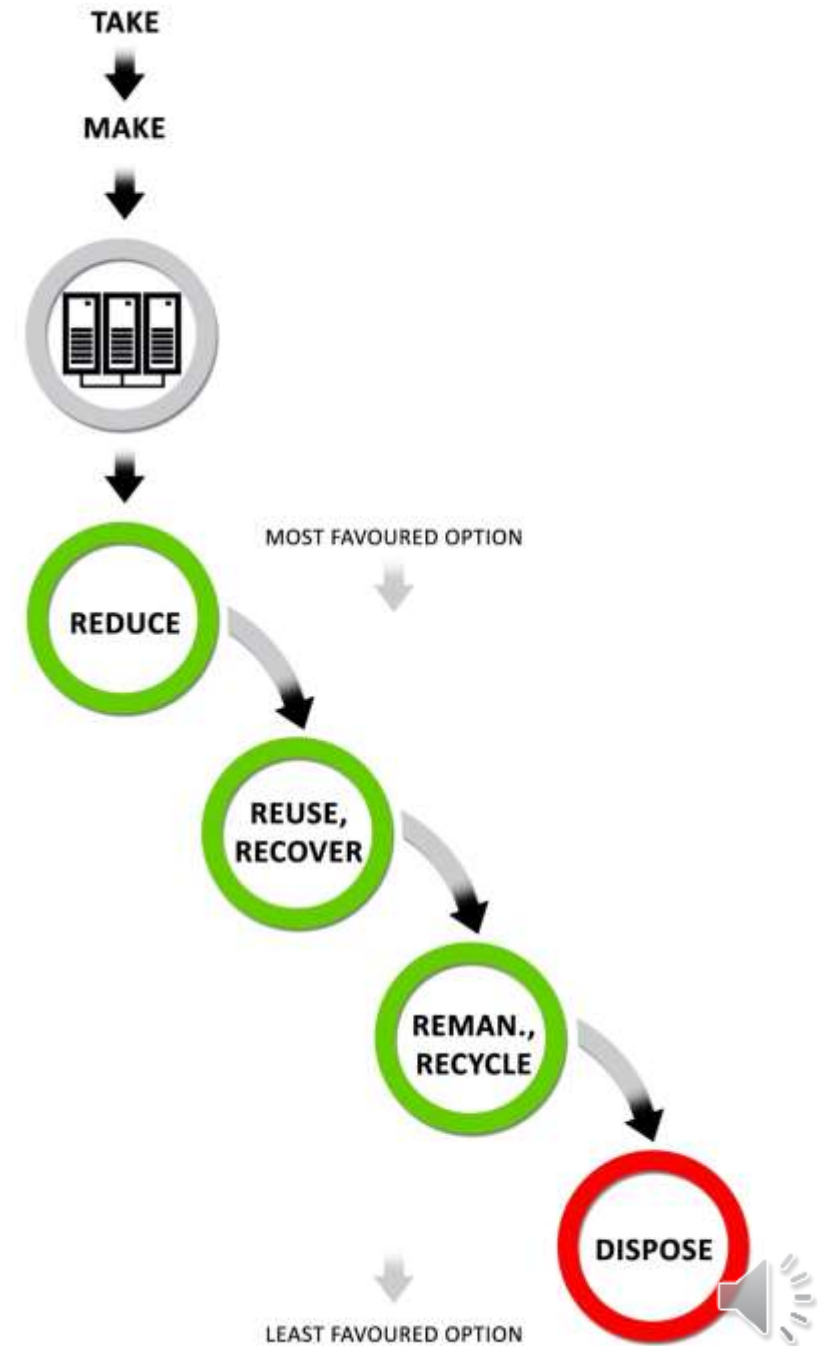 TAKE
MAKE
MOST FAVOURED OPTION
REDUCE
REUSE,
RECOVER
REMAN.,
RECYCLE
DISPOSE
LEAST FAVOURED OPTION